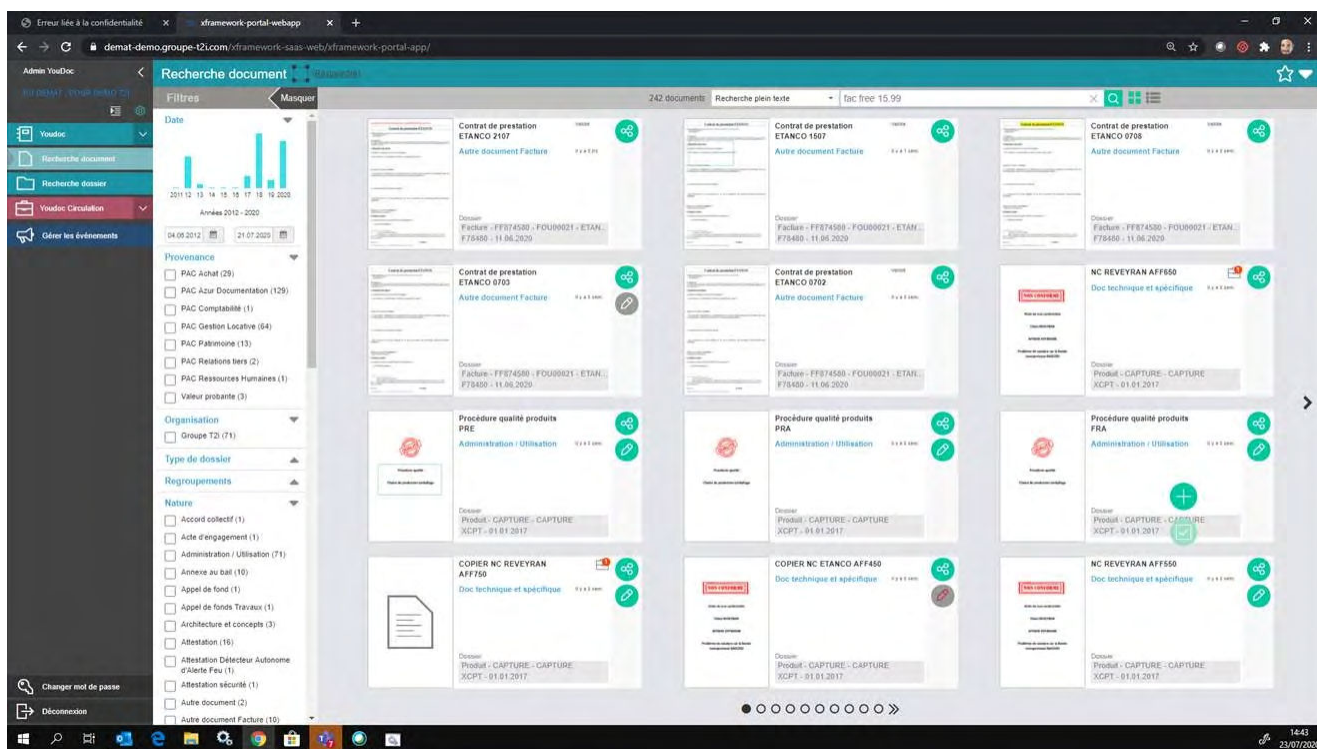 Erreur liée à la confidentialité
xframework-portal-webapp
demat-demo.groupe-t2i.com/xframework-saas-web/xframework-portal-app/
Admin YouDoc
Youdoc
Recherche document
Recherche dossier
Youdoc Circulation
Gérer les événements
Changer mot de passe
Déconnexion
Recherche document
Filtres
Masquer
Date
2011 12 13 14 15 16 17 18 19 2020
Années 2012 - 2020
04.06.2012
21.07.2020
Provenance
PAC Achat (29)
PAC Azur Documentation (129)
PAC Comptabilité (1)
PAC Gestion Locative (64)
PAC Patrimoine (13)
PAC Relations tiers (2)
PAC Ressources Humaines (1)
Valeur probante (3)
Organisation
Groupe T2i (71)
Type de dossier
Regroupements
Nature
Accord collectif (1)
Acte d'engagement (1)
Administration / Utilisation (71)
Annexe au bail (10)
Appel de fond (1)
Appel de fonds Travaux (1)
Architecture et concepts (3)
Attestation (16)
Attestation Détecteur Autonome
d'Alerte Feu (1)
Attestation sécurité (1)
Autre document (2)
Autre document Facture (10)
242 documents
Recherche plein texte
fac free 15.99
Contrat de prestation
ETANCO 2107
Autre document Facture
Dossier
Facture - FF874580 - FOU00021 - ETAN...
F78480 - 11.06.2020
Contrat de prestation
ETANCO 1507
Autre document Facture
Dossier
Facture - FF874580 - FOU00021 - ETAN...
F78480 - 11.06.2020
Contrat de prestation
ETANCO 0708
Autre document Facture
Dossier
Facture - FF874580 - FOU00021 - ETAN...
F78480 - 11.06.2020
Contrat de prestation
ETANCO 0703
Autre document Facture
Dossier
Facture - FF874580 - FOU00021 - ETAN...
F78480 - 11.06.2020
Contrat de prestation
ETANCO 0702
Autre document Facture
Dossier
Facture - FF874580 - FOU00021 - ETAN...
F78480 - 11.06.2020
NON CONFORME
NC REVEYRAN AFF650
Doc technique et spécifique
Dossier
Produit - CAPTURE - CAPTURE
XCPT - 01.01.2017
Procédure qualité produits
PRE
Administration / Utilisation
Dossier
Produit - CAPTURE - CAPTURE
XCPT - 01.01.2017
Procédure qualité produits
PRA
Administration / Utilisation
Dossier
Produit - CAPTURE - CAPTURE
XCPT - 01.01.2017
Procédure qualité produits
FRA
Administration / Utilisation
Dossier
Produit - CAPTURE - CAPTURE
XCPT - 01.01.2017
COPIER NC REVEYRAN
AFF750
Doc technique et spécifique
Dossier
Produit - CAPTURE - CAPTURE
XCPT - 01.01.2017
NON CONFORME
COPIER NC ETANCO AFF450
Doc technique et spécifique
Dossier
Produit - CAPTURE - CAPTURE
XCPT - 01.01.2017
NON CONFORME
NC REVEYRAN AFF550
Doc technique et spécifique
Dossier
Produit - CAPTURE - CAPTURE
XCPT - 01.01.2017
14:43
23/07/2020